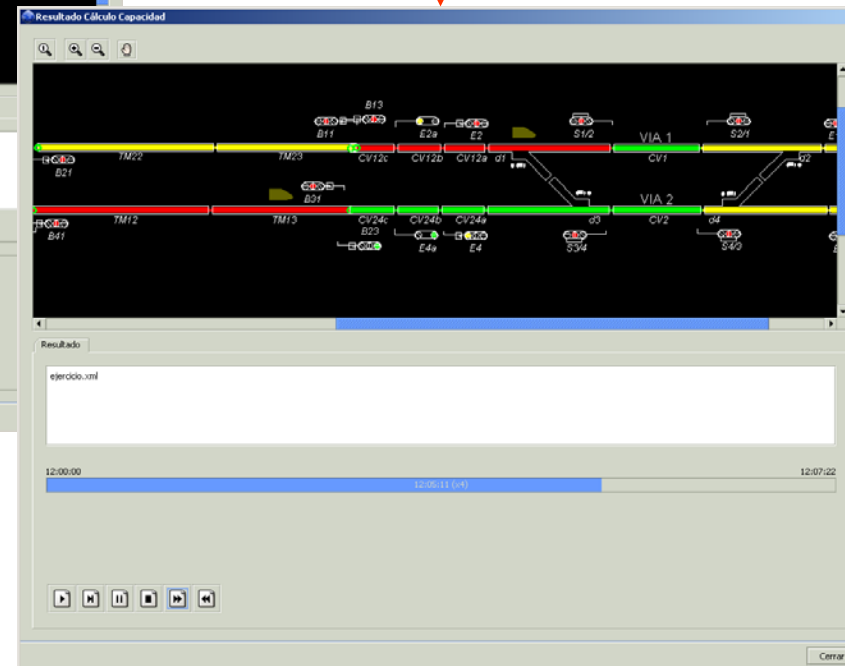 Resultado Cálculo Capacidad
B13
B11
E2a
E2
S1/2
VIA 1
S2/1
TM22
TM23
CV12c
CV12b
CV12a
d1
CV1
d2
B21
B31
VIA 2
TM12
TM13
CV24c
CV24b
CV24a
d3
CV2
d4
B41
B23
E4a
E4
S3/4
S4/3
Resultado
ejercicio.xml
12:00:00
12:07:22
12:05:11 (x4)
Cerrar